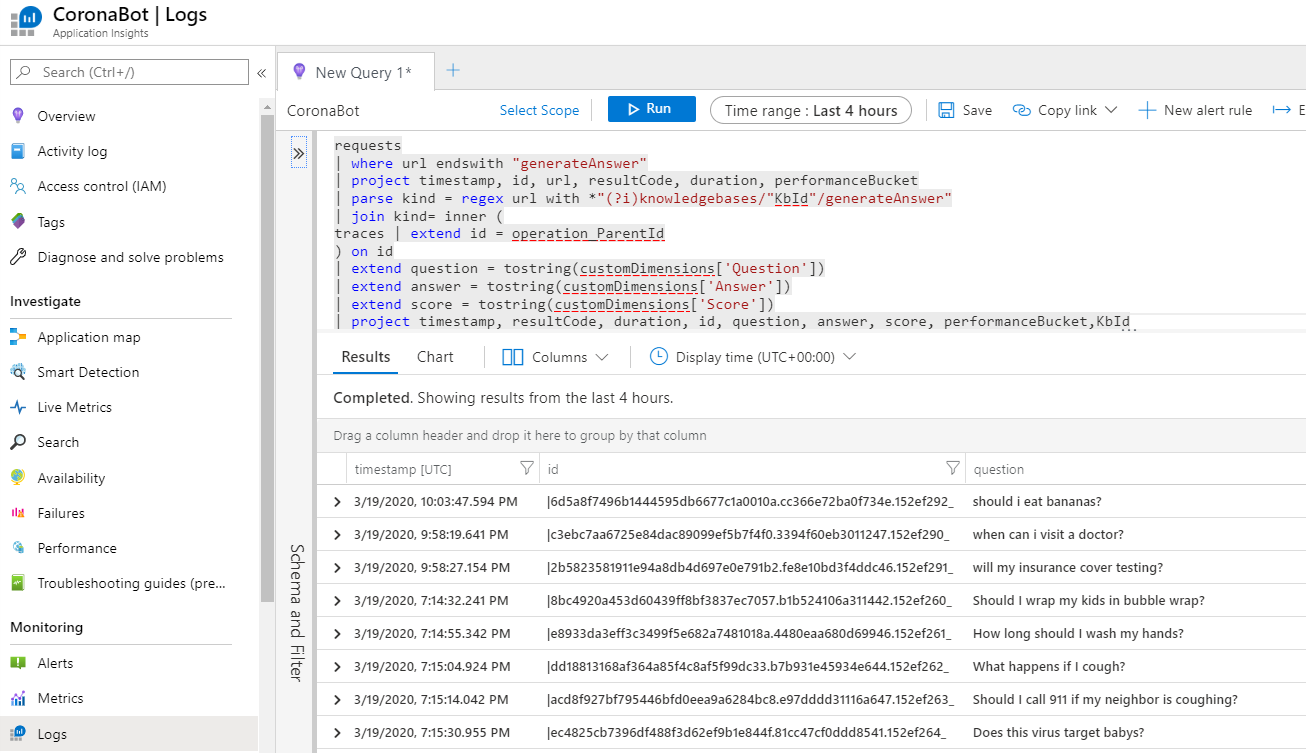 CoronaBot | Logs
Application Insights
Search (Ctrl+/)
«
Overview
Activity log
Access control (IAM)
Tags
Diagnose and solve problems
Investigate
Application map
Smart Detection
Live Metrics
Search
Availability
Failures
Performance
Troubleshooting guides (pre...
Monitoring
Alerts
Metrics
Logs
New Query 1*
CoronaBot
Select Scope
Run
Time range : Last 4 hours
Save
Copy link
New alert rule
E
Schema and Filter
requests
| where url endswith "generateAnswer"
| project timestamp, id, url, resultCode, duration, performanceBucket
| parse kind = regex url with *"(?i)knowledgebases/"KbId"/generateAnswer"
| join kind= inner (
traces | extend id = operation_ParentId
) on id
| extend question = tostring(customDimensions['Question'])
| extend answer = tostring(customDimensions['Answer'])
| extend score = tostring(customDimensions['Score'])
| project timestamp, resultCode, duration, id, question, answer, score, performanceBucket,KbId
Results
Chart
Columns
Display time (UTC+00:00)
Completed. Showing results from the last 4 hours.
Drag a column header and drop it here to group by that column
timestamp [UTC] id question
3/19/2020, 10:03:47.594 PM |6d5a8f7496b1444595db6677c1a0010a.cc366e72ba0f734e.152ef292_ should i eat bananas?
3/19/2020, 9:58:19.641 PM |c3ebc7aa6725e84dac89099ef5b7f4f0.3394f60eb3011247.152ef290_ when can i visit a doctor?
3/19/2020, 9:58:27.154 PM |2b5823581911e94a8db4d697e0e791b2.fe8e10bd3f4ddc46.152ef291_ will my insurance cover testing?
3/19/2020, 7:14:32.241 PM |8bc4920a453d60439ff8bf3837ec7057.b1b524106a311442.152ef260_ Should I wrap my kids in bubble wrap?
3/19/2020, 7:14:55.342 PM |e8933da3eff3c3499f5e682a7481018a.4480eaa680d69946.152ef261_ How long should I wash my hands?
3/19/2020, 7:15:04.924 PM |dd18813168af364a85f4c8af5f99dc33.b7b931e45934e644.152ef262_ What happens if I cough?
3/19/2020, 7:15:14.042 PM |acd8f927bf795446bfd0eea9a6284bc8.e97dddd31116a647.152ef263_ Should I call 911 if my neighbor is coughing?
3/19/2020, 7:15:30.955 PM |ec4825cb7396df488f3d62ef9b1e844f.81cc47cf0ddd8541.152ef264_ Does this virus target babys?